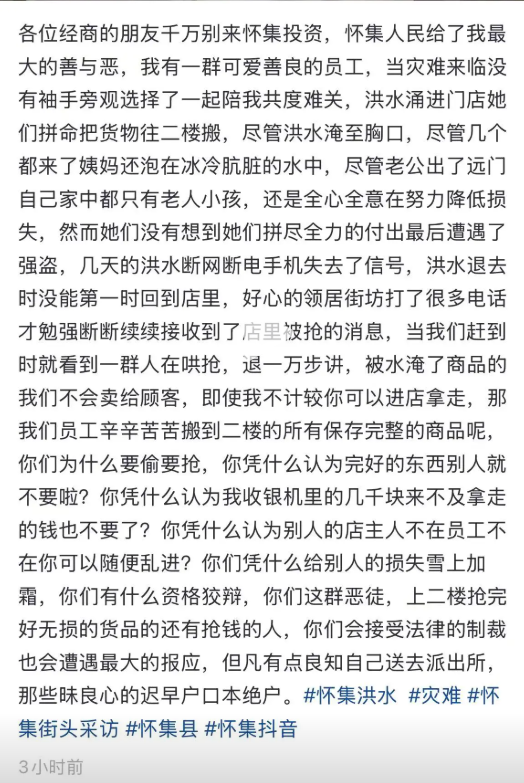 各位经商的朋友千万别来怀集投资，怀集人民给了我最
大的善与恶，我有一群可爱善良的员工，当灾难来临没
有袖手旁观选择了一起陪我共度难关，洪水涌进门店她
们拼命把货物往二楼搬，尽管洪水淹至胸口，尽管几个
都来了姨妈还泡在冰冷肮脏的水中，尽管老公出了远门
自己家中都只有老人小孩，还是全心全意在努力降低损
失，然而她们没有想到她们拼尽全力的付出最后遭遇了
强盗，几天的洪水断网断电手机失去了信号，洪水退去
时没能第一时回到店里，好心的领居街坊打了很多电话
才勉强断断续续接收到了店里被抢的消息，当我们赶到
时就看到一群人在哄抢，退一万步讲，被水淹了商品的
我们不会卖给顾客，即使我不计较你可以进店拿走，那
我们员工辛辛苦苦搬到二楼的所有保存完整的商品呢，
你们为什么要偷要抢，你凭什么认为完好的东西别人就
不要啦？你凭什么认为我收银机里的几千块来不及拿走
的钱也不要了？你凭什么认为别人的店主人不在员工不
在你可以随便乱进？你们凭什么给别人的损失雪上加
霜，你们有什么资格狡辩，你们这群恶徒，上二楼抢完
好无损的货品的还有抢钱的人，你们会接受法律的制裁
也会遭遇最大的报应，但凡有点良知自己送去派出所，
那些昧良心的迟早户口本绝户。#怀集洪水 #灾难 #怀
集街头采访 #怀集县 #怀集抖音
3小时前